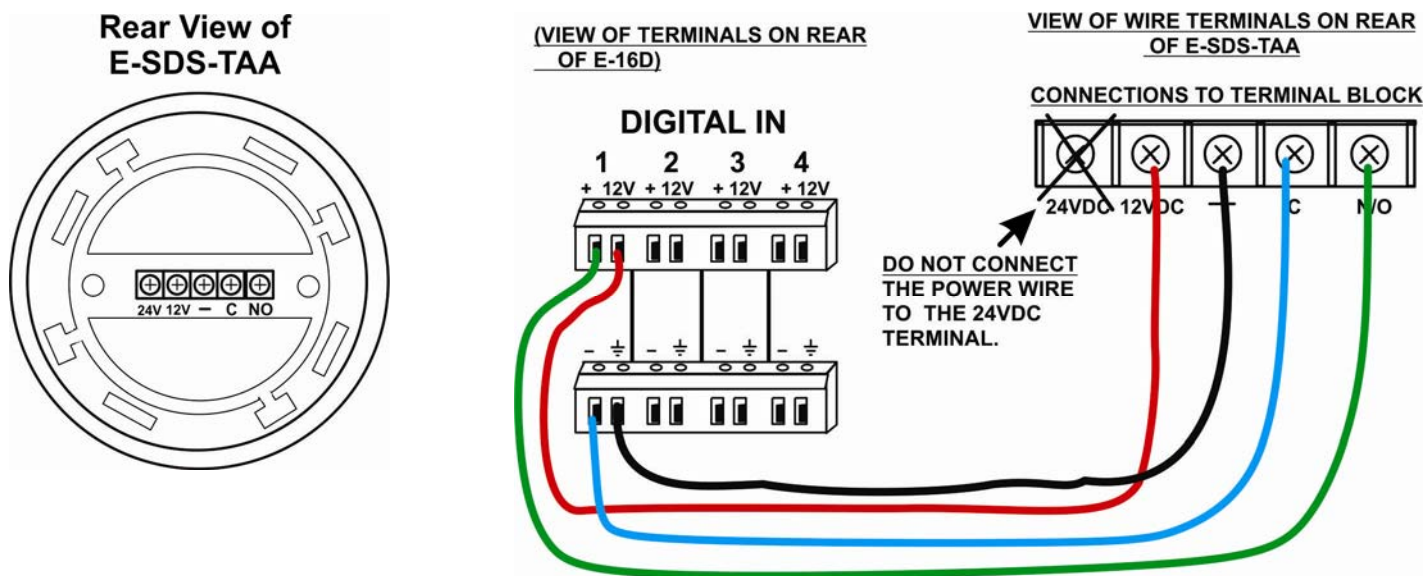 Rear View of
E-SDS-TAA
24V 12V — C NO
(VIEW OF TERMINALS ON REAR
OF E-16D)
DIGITAL IN
1 2 3 4
+ 12V + 12V + 12V + 12V
- ⏚ - ⏚ - ⏚ - ⏚
VIEW OF WIRE TERMINALS ON REAR
OF E-SDS-TAA
CONNECTIONS TO TERMINAL BLOCK
24VDC 12VDC — C N/O
DO NOT CONNECT
THE POWER WIRE
TO THE 24VDC
TERMINAL.